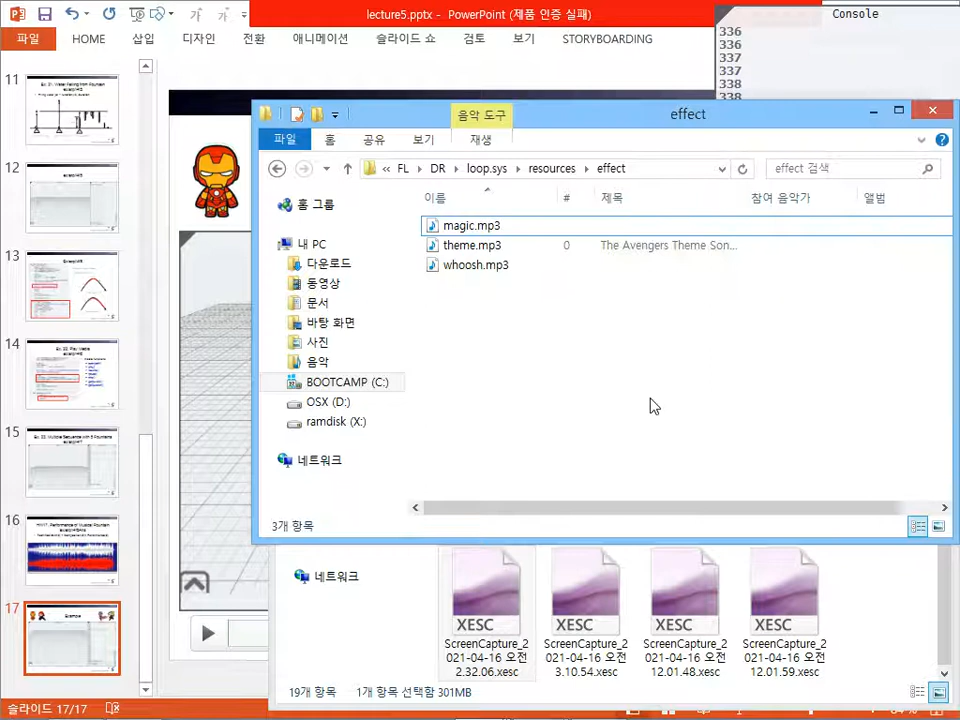 lecture5.pptx - PowerPoint (제품 인증 실패)
파일 HOME 삽입 디자인 전환 애니메이션 슬라이드 쇼 검토 보기 STORYBOARDING
Console
336
336
337
337
338
338
11
12
13
14
15
16
17
Example
음악 도구
effect
파일 홈 공유 보기 재생
« FL DR loop.sys resources effect
effect 검색
이름 # 제목 참여 음악가 앨범
홈 그룹
내 PC
다운로드
동영상
문서
바탕 화면
사진
음악
BOOTCAMP (C:)
OSX (D:)
ramdisk (X:)
네트워크
magic.mp3
theme.mp3 0 The Avengers Theme Son...
whoosh.mp3
3개 항목
네트워크
XESC XESC XESC XESC
ScreenCapture_2021-04-16 오전 2.32.06.xesc
ScreenCapture_2021-04-16 오전 3.10.54.xesc
ScreenCapture_2021-04-16 오전 12.01.48.xesc
ScreenCapture_2021-04-16 오전 12.01.59.xesc
19개 항목 1개 항목 선택함 301MB
슬라이드 17/17